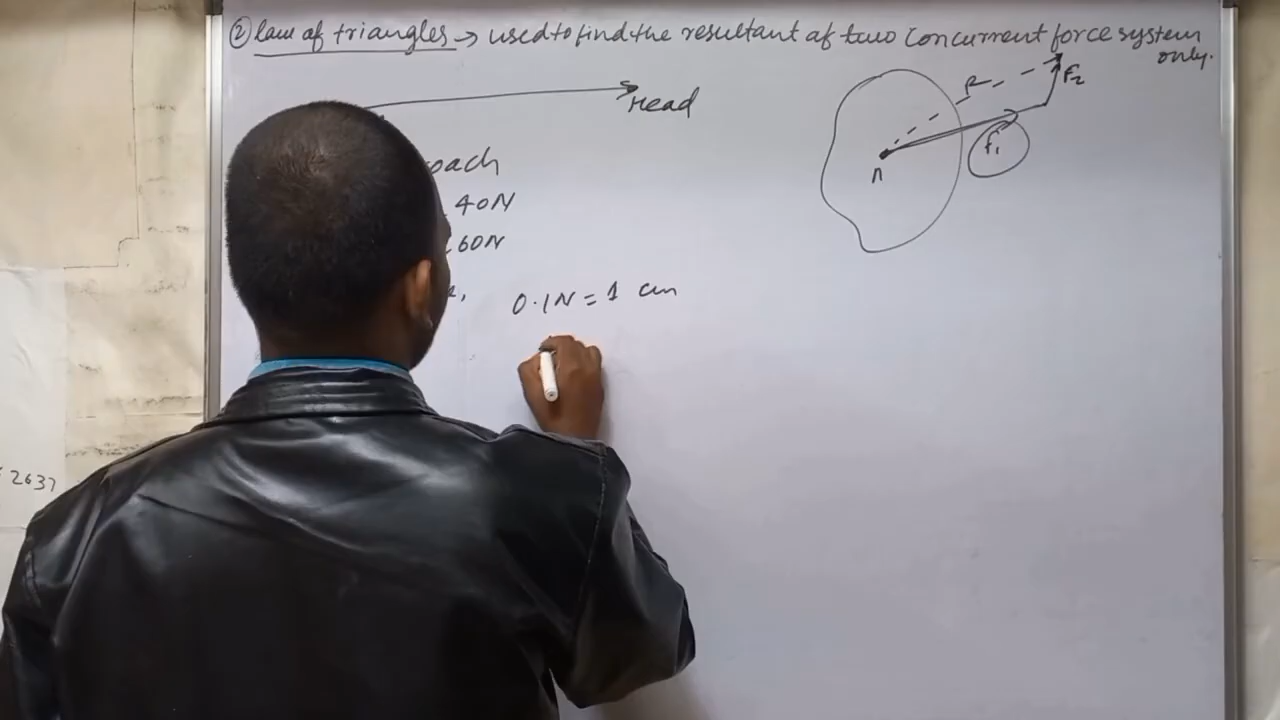 ② law of triangles → used to find the resultant of two concurrent force system
only.
Head
R
F2
F1
A
40N
60N
0.1N = 1 cm
2637